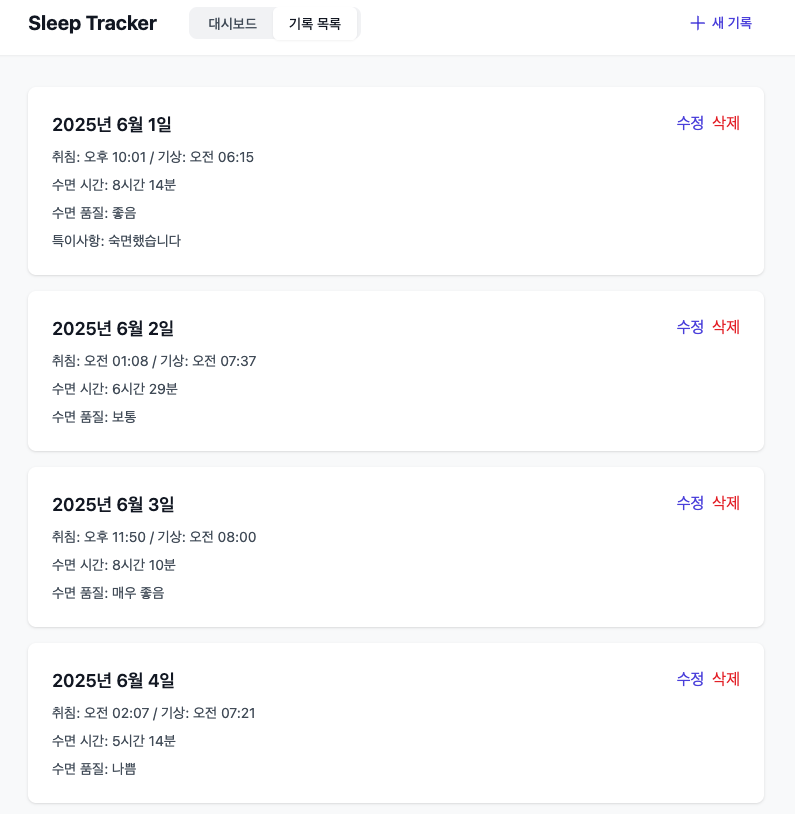 Sleep Tracker
대시보드
기록 목록
새 기록
2025년 6월 1일
수정 삭제
취침: 오후 10:01 / 기상: 오전 06:15
수면 시간: 8시간 14분
수면 품질: 좋음
특이사항: 숙면했습니다
2025년 6월 2일
수정 삭제
취침: 오전 01:08 / 기상: 오전 07:37
수면 시간: 6시간 29분
수면 품질: 보통
2025년 6월 3일
수정 삭제
취침: 오후 11:50 / 기상: 오전 08:00
수면 시간: 8시간 10분
수면 품질: 매우 좋음
2025년 6월 4일
수정 삭제
취침: 오전 02:07 / 기상: 오전 07:21
수면 시간: 5시간 14분
수면 품질: 나쁨